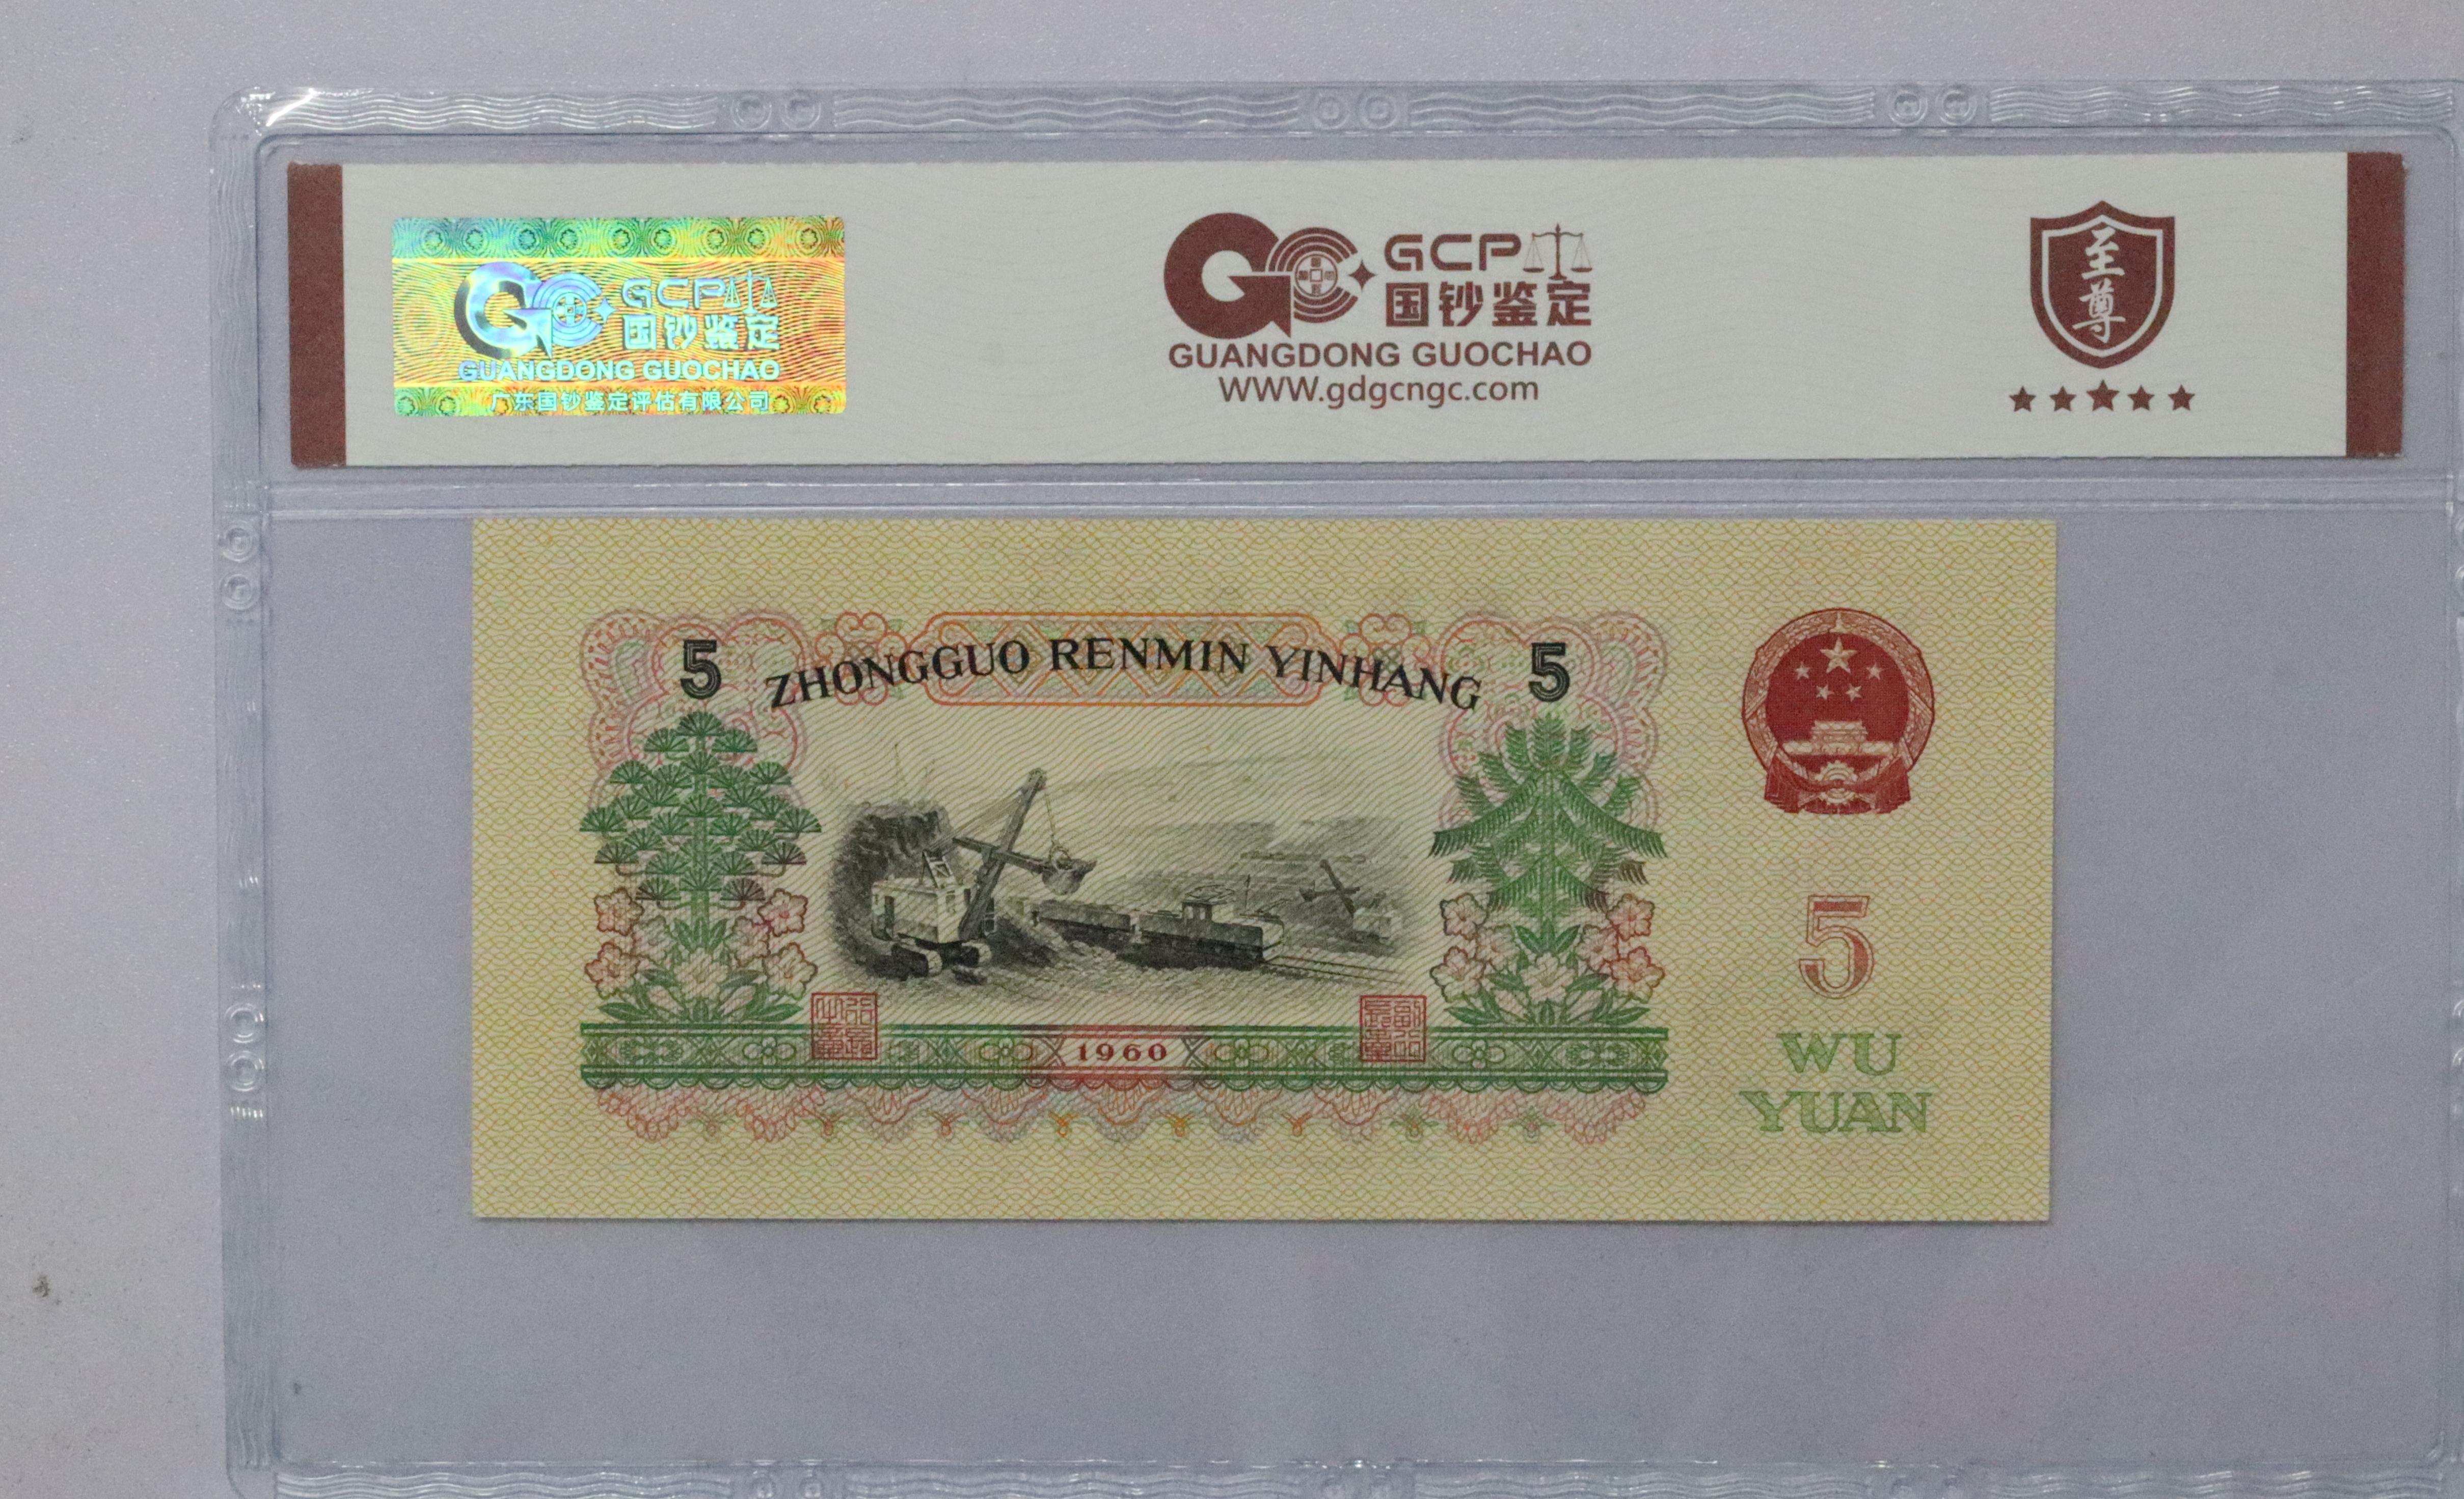 GCP
国钞鉴定
GUANGDONG GUOCHAO
广东国钞鉴定评估有限公司
GCP
国钞鉴定
GUANGDONG GUOCHAO
WWW.gdgcngc.com
至尊
5 ZHONGGUO RENMIN YINHANG 5
1960
5
WU
YUAN